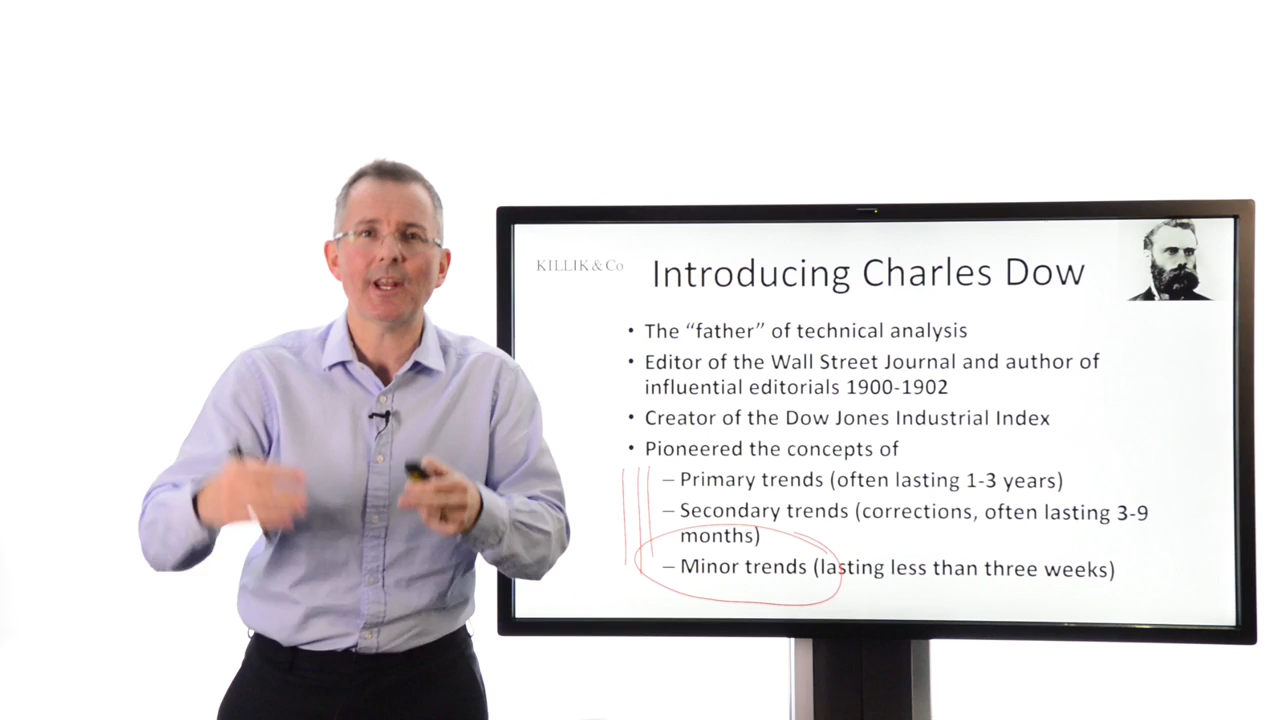 KILLIK & Co
Introducing Charles Dow
• The “father” of technical analysis
• Editor of the Wall Street Journal and author of
influential editorials 1900-1902
• Creator of the Dow Jones Industrial Index
• Pioneered the concepts of
– Primary trends (often lasting 1-3 years)
– Secondary trends (corrections, often lasting 3-9
months)
– Minor trends (lasting less than three weeks)